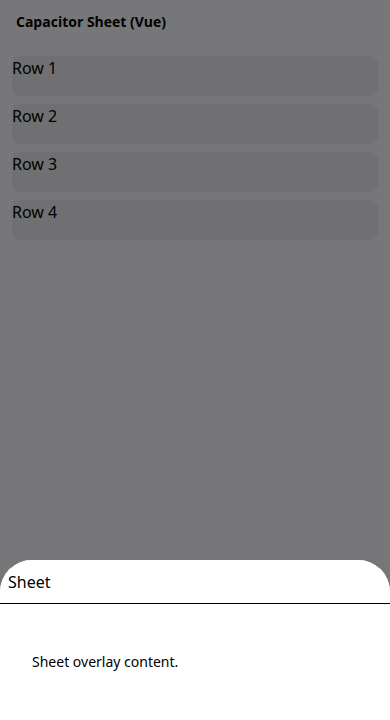 Capacitor Sheet (Vue)
Row 1
Row 2
Row 3
Row 4
Sheet
Sheet overlay content.